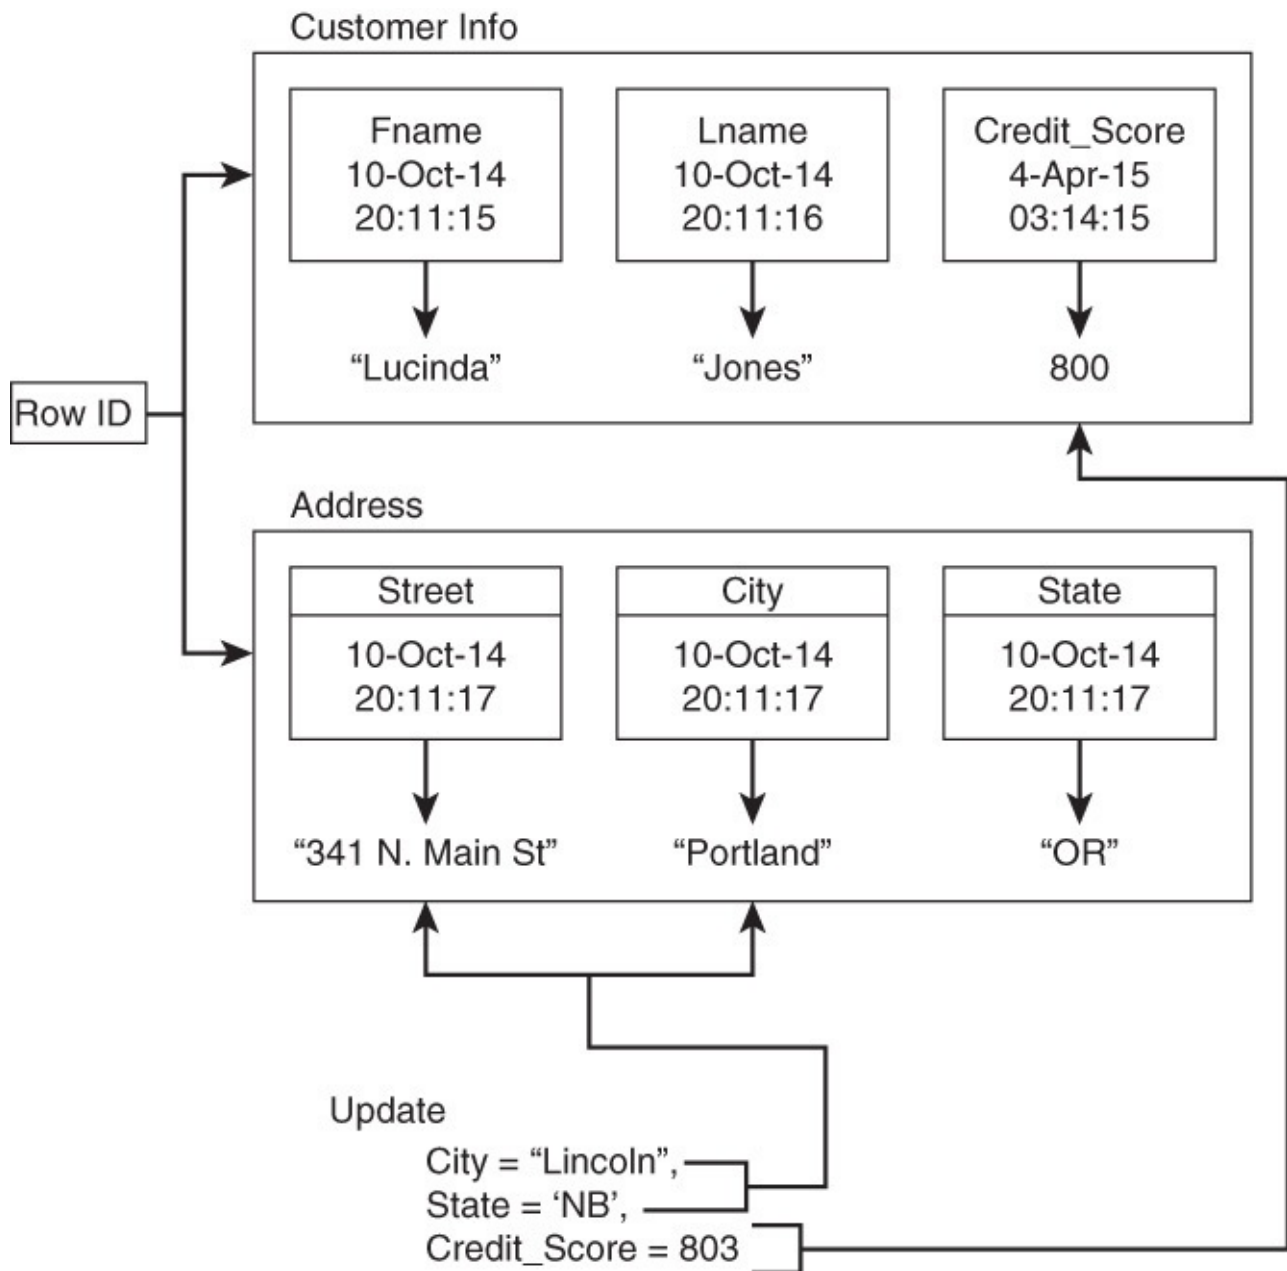 Customer Info
Fname
10-Oct-14
20:11:15
Lname
10-Oct-14
20:11:16
Credit_Score
4-Apr-15
03:14:15
“Lucinda”
“Jones”
800
Row ID
Address
Street
10-Oct-14
20:11:17
City
10-Oct-14
20:11:17
State
10-Oct-14
20:11:17
“341 N. Main St”
“Portland”
“OR”
Update
City = “Lincoln”,
State = ‘NB’,
Credit_Score = 803